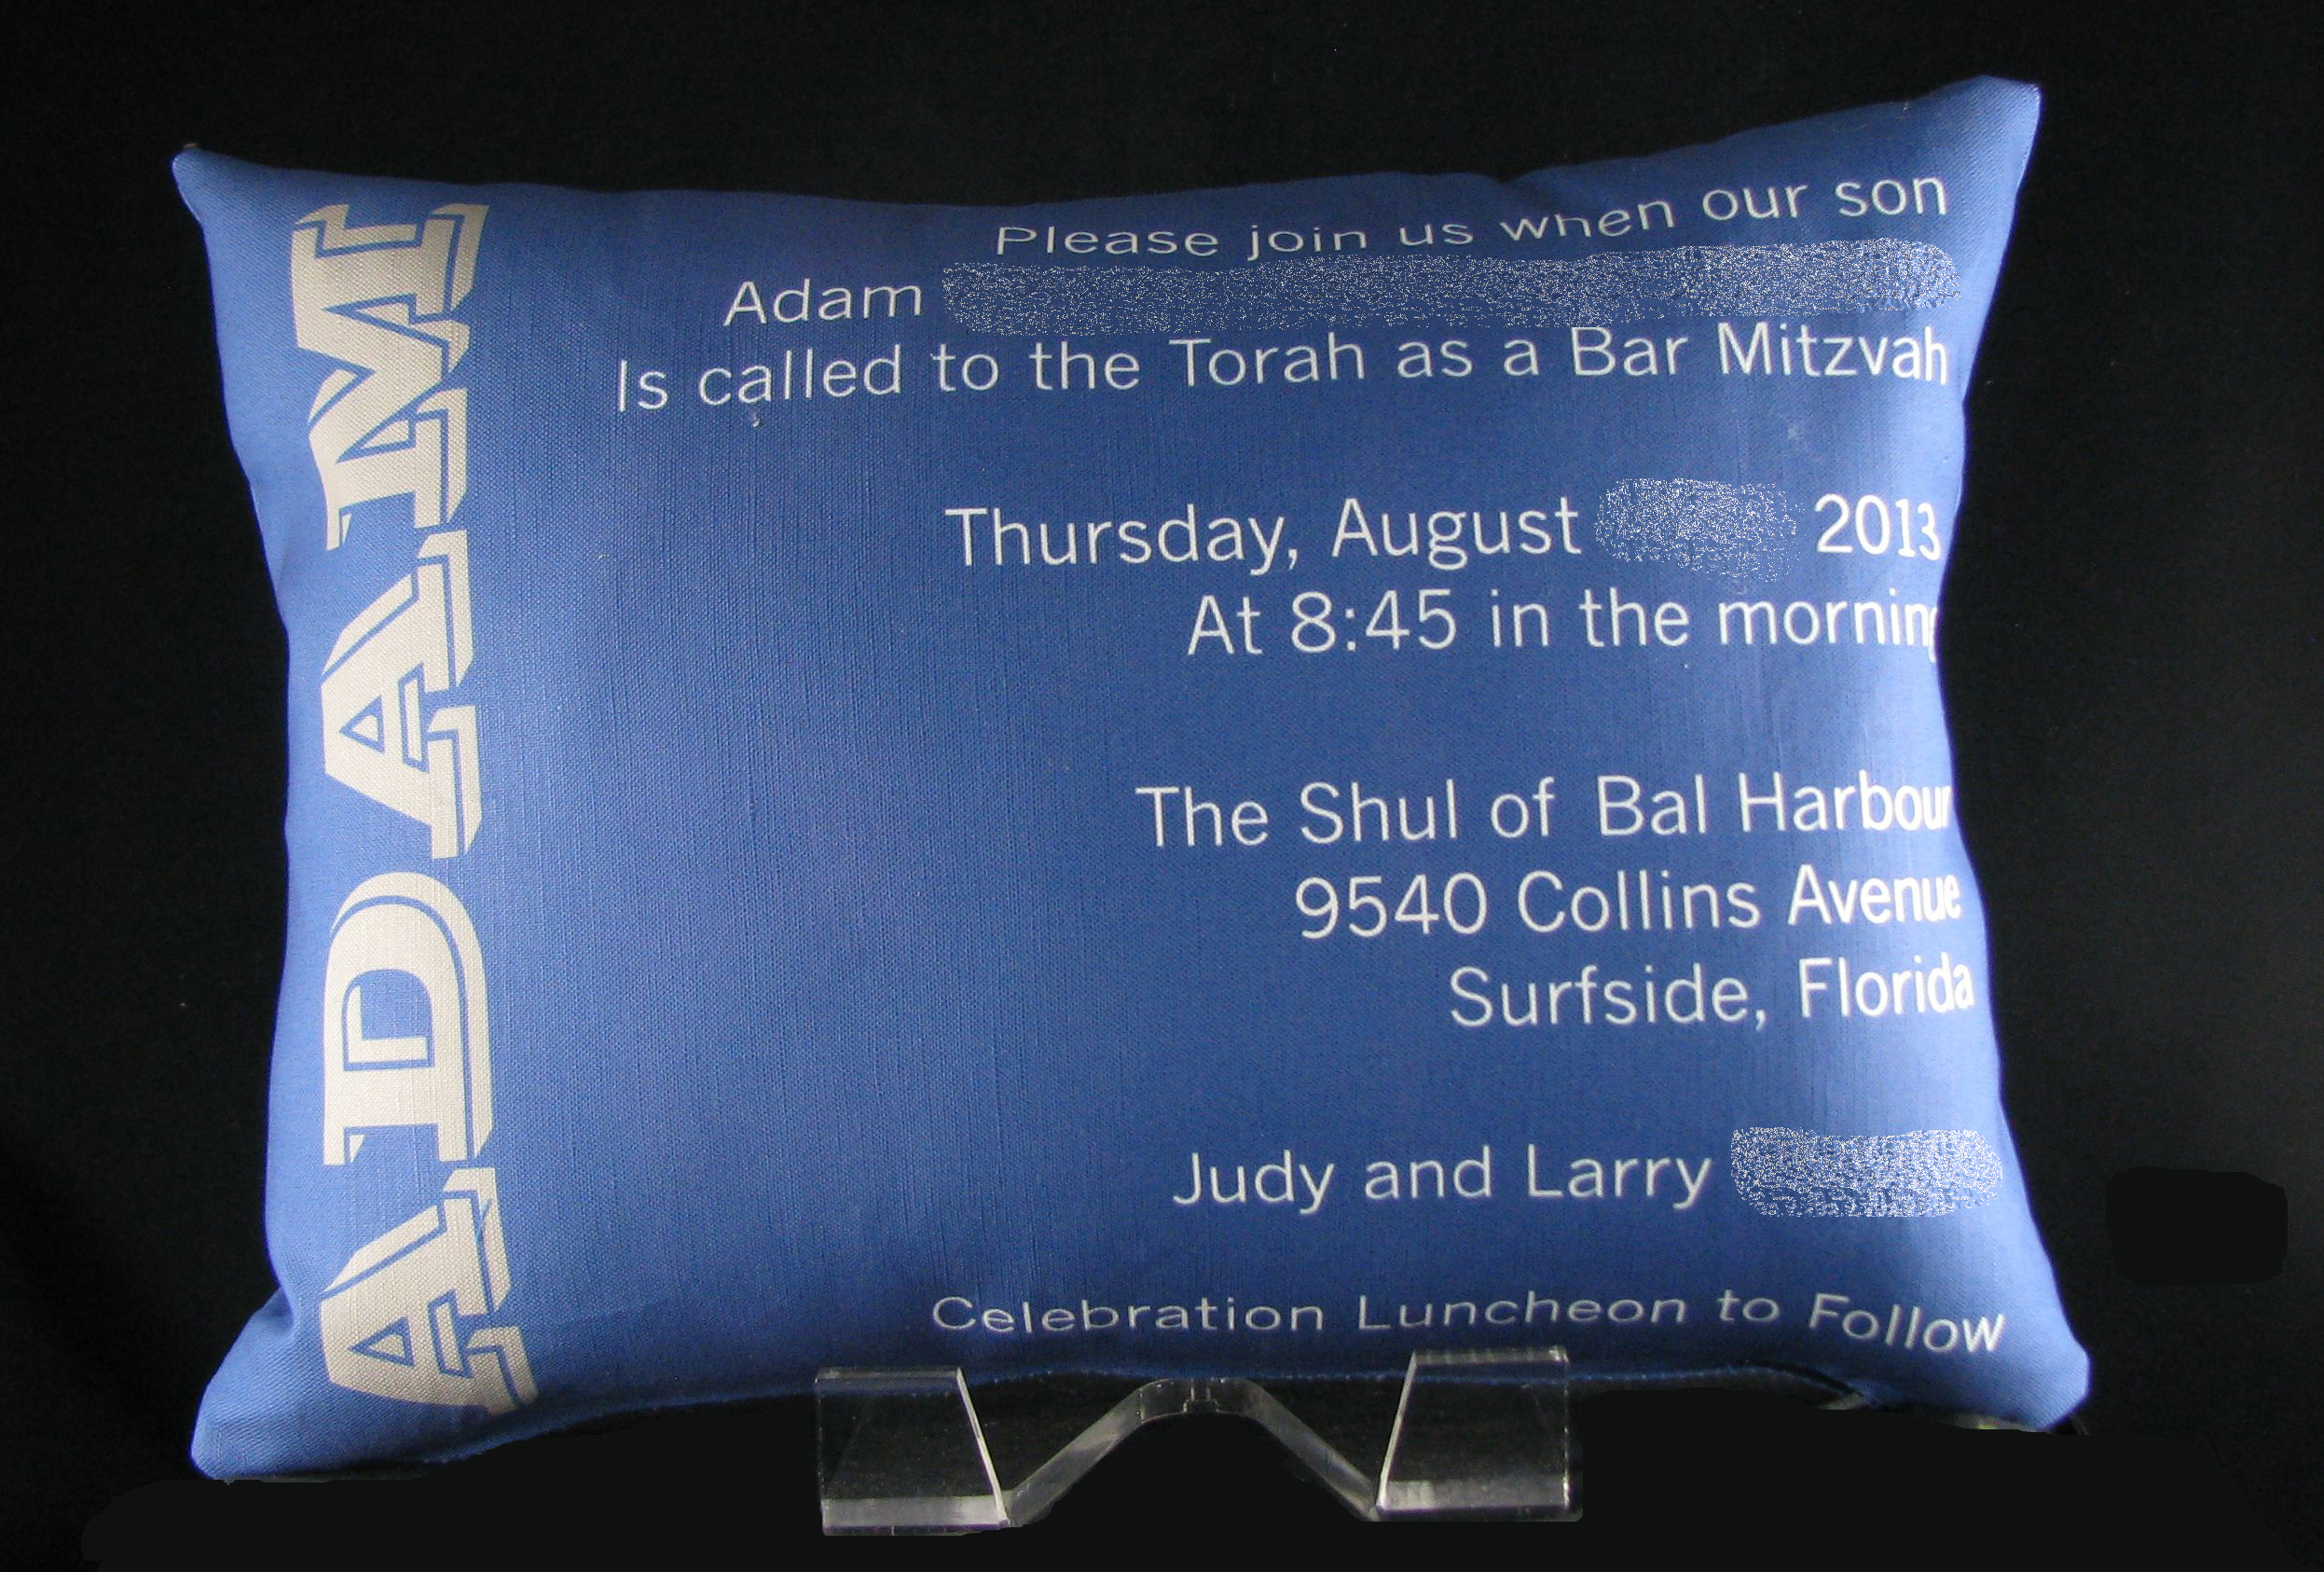 ADAM
Please join us when our son
Adam
Is called to the Torah as a Bar Mitzvah
Thursday, August 2013
At 8:45 in the morning
The Shul of Bal Harbour
9540 Collins Avenue
Surfside, Florida
Judy and Larry
Celebration Luncheon to Follow